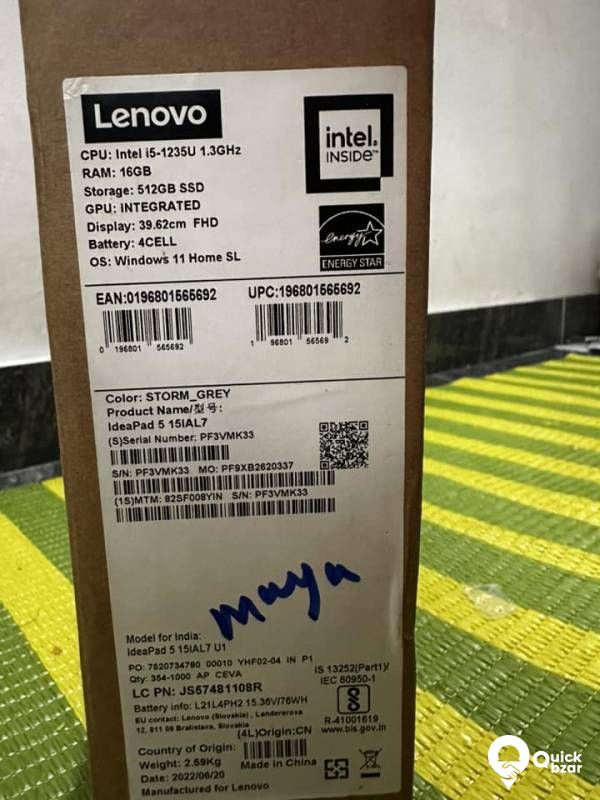 Lenovo
intel.
INSIDE™
CPU: Intel i5-1235U 1.3GHz
RAM: 16GB
Storage: 512GB SSD
GPU: INTEGRATED
Display: 39.62cm FHD
Battery: 4CELL
OS: Windows 11 Home SL
energy
ENERGY STAR
EAN:0196801565692
UPC:196801565692
0 196801 565692
1 96801 56569 2
Color: STORM_GREY
Product Name/型号:
IdeaPad 5 15IAL7
(S)Serial Number: PF3VMK33
S/N: PF3VMK33 MO: PF9XB2620337
(1S)MTM: 82SF008YIN S/N: PF3VMK33
maya
Model for India:
IdeaPad 5 15IAL7 U1
PO: 7520734780 00010 YHF02-04 IN P1
Qty: 354-1000 AP CEVA
LC PN: JS57481108R
IS 13252(Part1)/
IEC 60950-1
Battery info: L21L4PH2 15.36V/76WH
EU contact: Lenovo (Slovakia) , Landererova
12, 811 09 Bratislava, Slovakia
R-41001619
www.bis.gov.in
(4L)Origin:CN
Country of Origin:
Weight: 2.59Kg
Made in China
Date: 2022/06/20
Manufactured for Lenovo
Quick
bzar